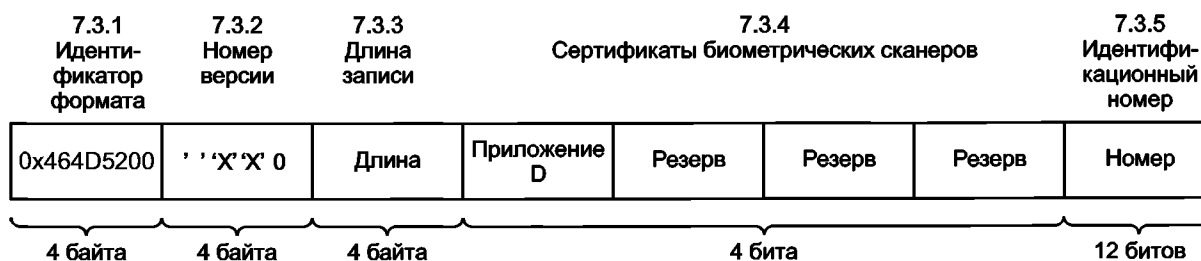 7.3.1
Иденти-
фикатор
формата
7.3.2
Номер
версии
7.3.3
Длина
записи
7.3.4
Сертификаты биометрических сканеров
7.3.5
Идентифи-
кационный
номер
0x464D5200
’ ’ ‘X’‘X’ 0
Длина
Приложение
D
Резерв
Резерв
Резерв
Номер
4 байта
4 байта
4 байта
4 бита
12 битов